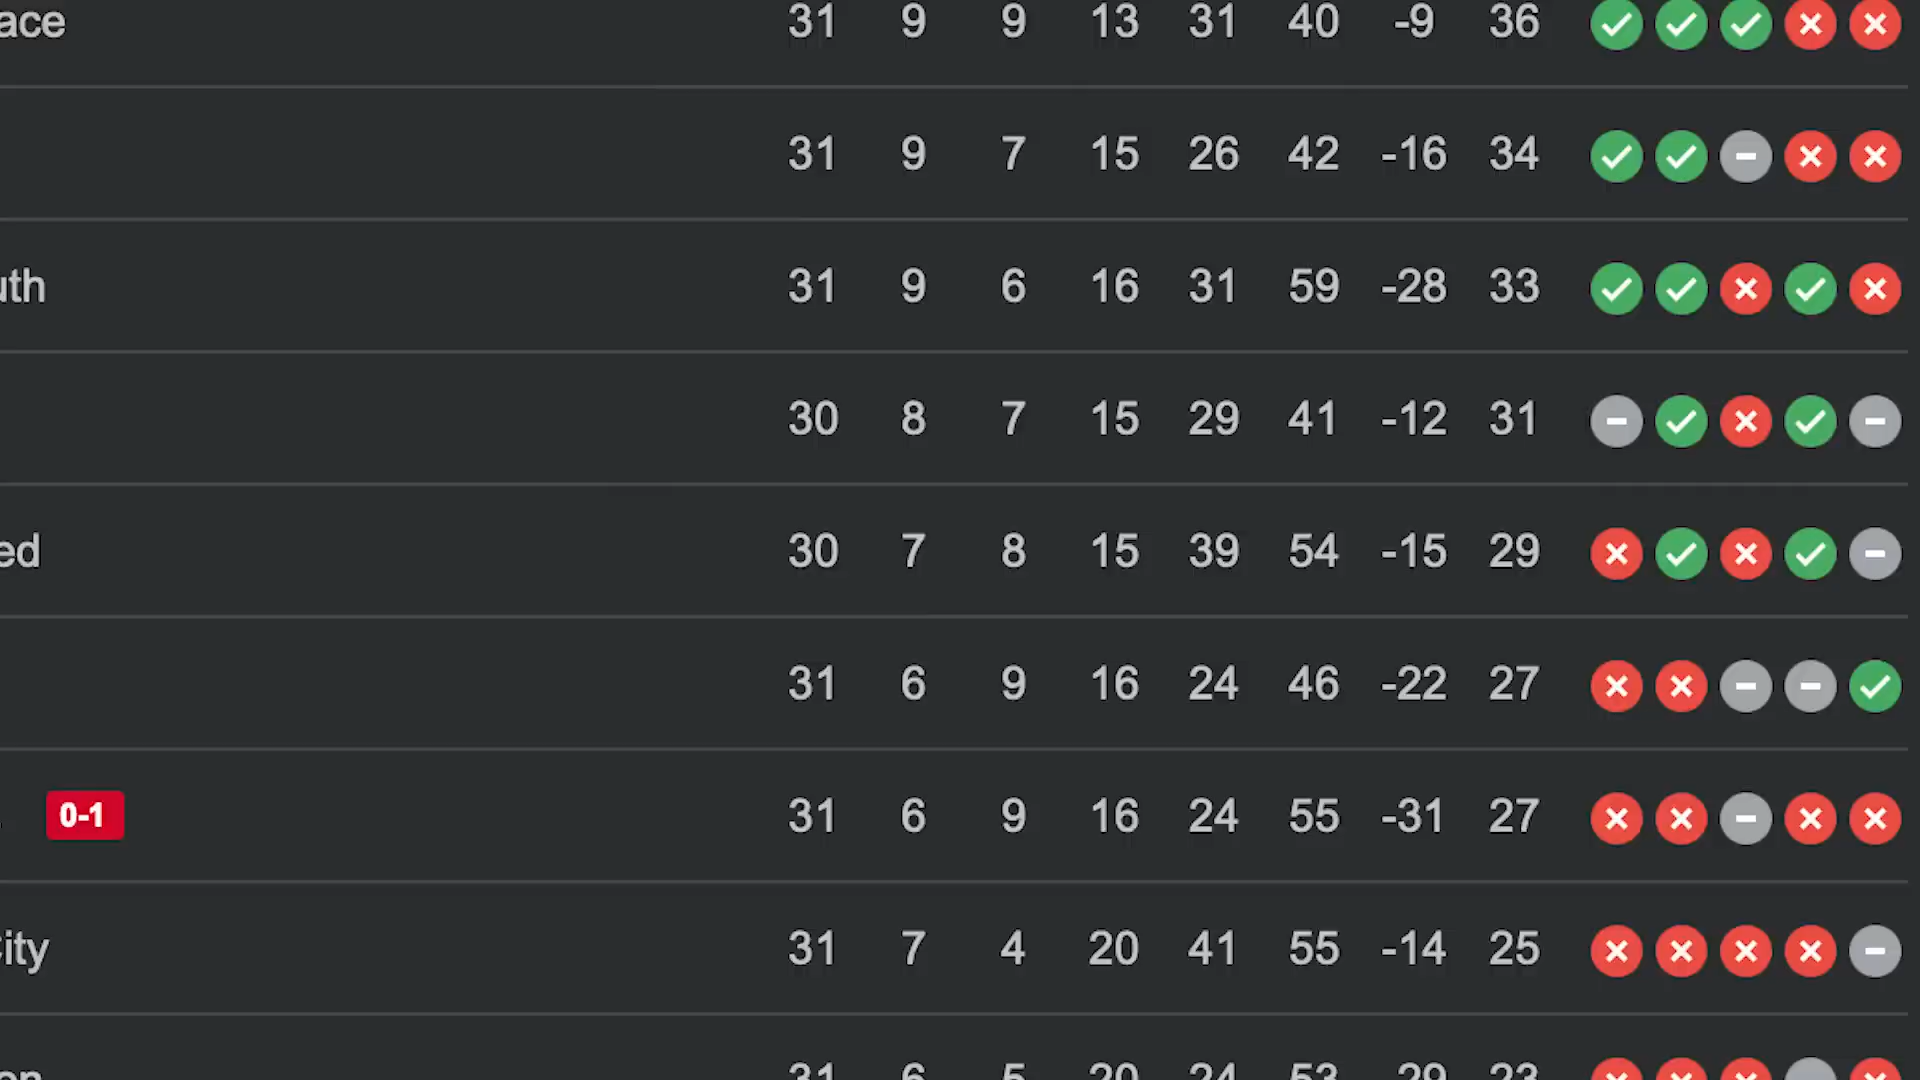 ace 31 9 9 13 31 40 -9 36
31 9 7 15 26 42 -16 34
uth 31 9 6 16 31 59 -28 33
30 8 7 15 29 41 -12 31
ed 30 7 8 15 39 54 -15 29
31 6 9 16 24 46 -22 27
0-1 31 6 9 16 24 55 -31 27
City 31 7 4 20 41 55 -14 25
on 31 6 5 20 24 53 -29 23